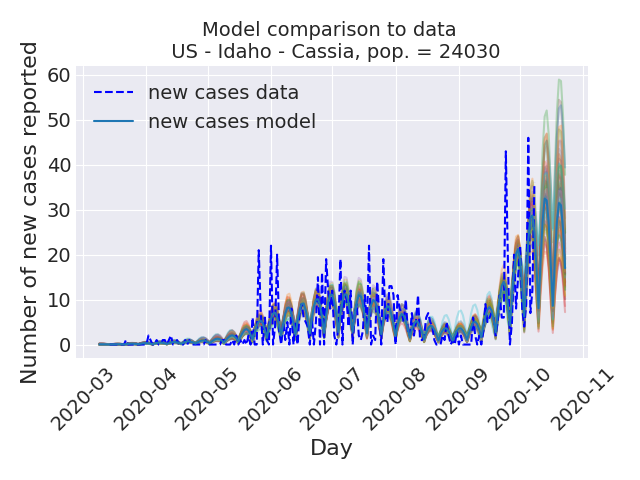 Model comparison to data
US - Idaho - Cassia, pop. = 24030
Number of new cases reported
60
50
40
30
20
10
0
new cases data
new cases model
2020-03
2020-04
2020-05
2020-06
2020-07
2020-08
2020-09
2020-10
2020-11
Day